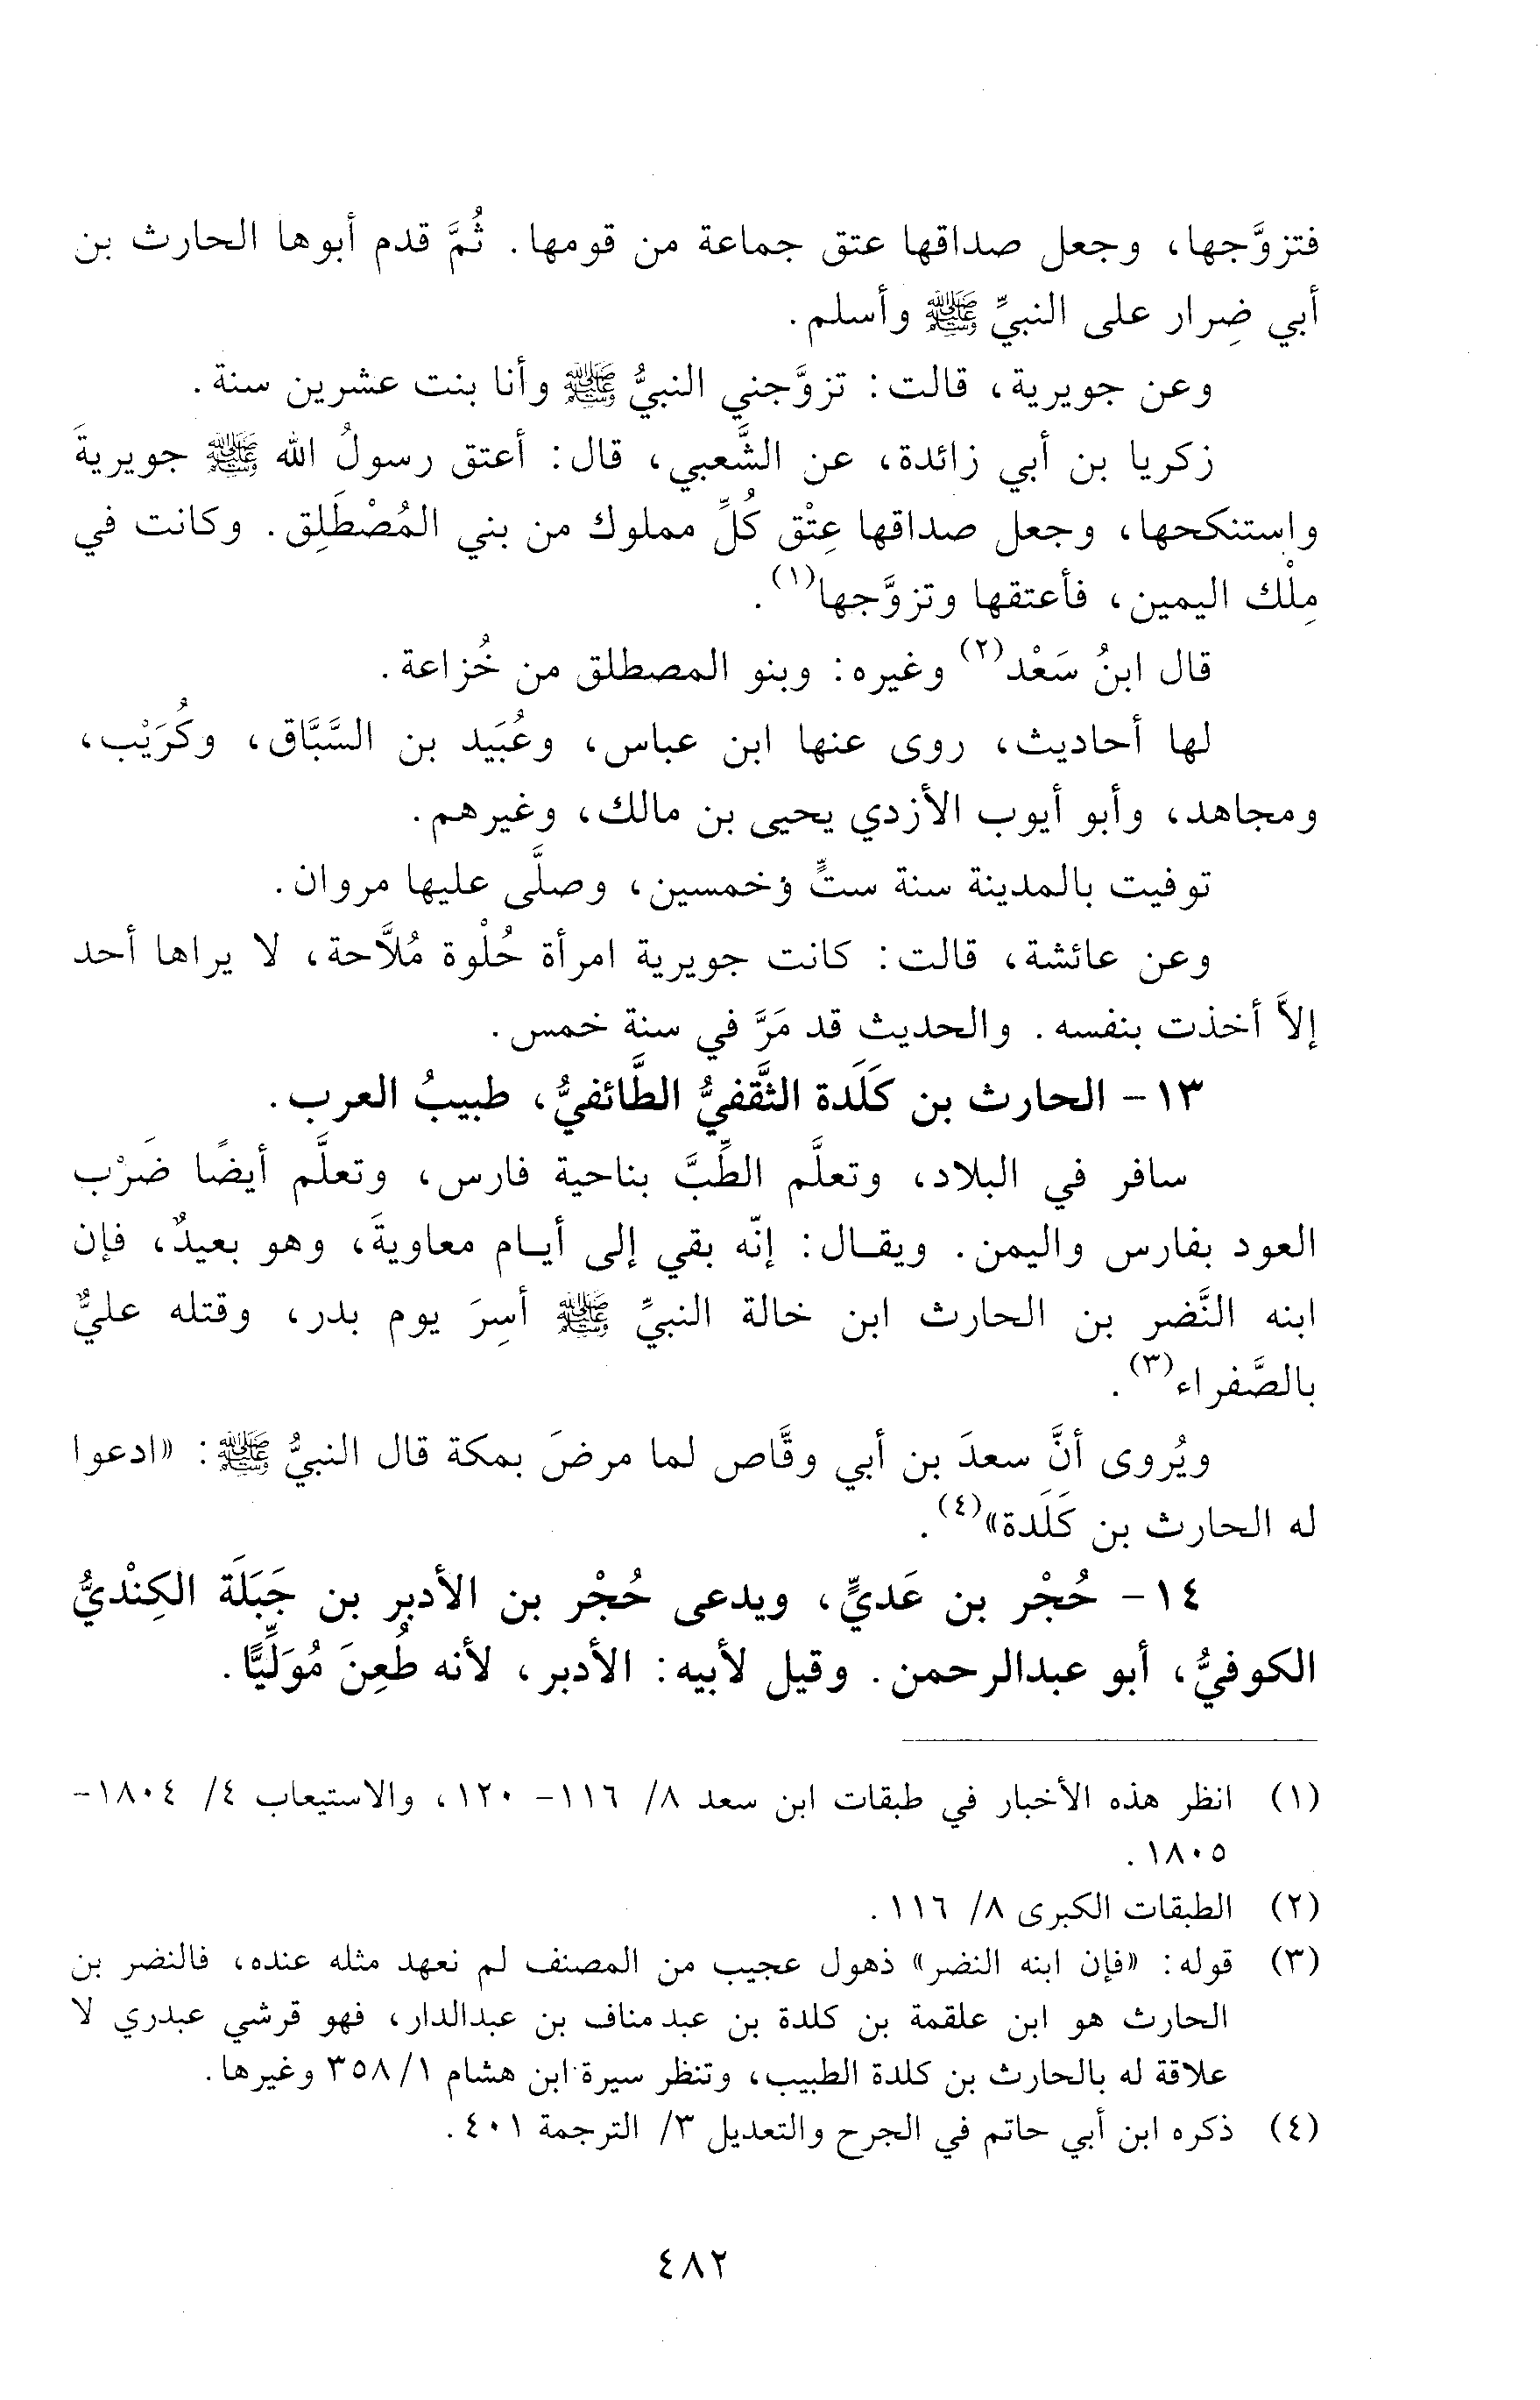 فتزوَّجها، وجعل صداقها عتق جماعة من قومها. ثُمَّ قدم أبوها الحارث بن
أبي ضِرار على النبيِّ ﷺ وأسلم.
وعن جويرية، قالت: تزوَّجني النبيُّ ﷺ وأنا بنت عشرين سنة.
زكريا بن أبي زائدة، عن الشَّعبي، قال: أعتق رسولُ الله ﷺ جويريةَ
واستنكحها، وجعل صداقها عِتْق كُلِّ مملوك من بني المُصْطَلِق. وكانت في
مِلْك اليمين، فأعتقها وتزوَّجها(١).
قال ابنُ سَعْد(٢) وغيره: وبنو المصطلق من خُزاعة.
لها أحاديث، روى عنها ابن عباس، وعُبَيد بن السَّبَّاق، وكُرَيْب،
ومجاهد، وأبو أيوب الأزدي يحيى بن مالك، وغيرهم.
توفيت بالمدينة سنة ستٍّ وخمسين، وصلَّى عليها مروان.
وعن عائشة، قالت: كانت جويرية امرأة حُلْوة مُلاَّحة، لا يراها أحد
إلاَّ أخذت بنفسه. والحديث قد مَرَّ في سنة خمس.
١٣- الحارث بن كَلَدة الثَّقفيُّ الطَّائفيُّ، طبيبُ العرب.
سافر في البلاد، وتعلَّم الطِّبَّ بناحية فارس، وتعلَّم أيضًا ضَرْب
العود بفارس واليمن. ويقـال: إنّه بقي إلى أيـام معاويةَ، وهو بعيدٌ، فإن
ابنه النَّضر بن الحارث ابن خالة النبيِّ ﷺ أسِرَ يوم بدر، وقتله عليٌّ
بالصَّفراء(٣).
ويُروى أنَّ سعدَ بن أبي وقَّاص لما مرضَ بمكة قال النبيُّ ﷺ: «ادعوا
له الحارث بن كَلَدة»(٤).
١٤- حُجْر بن عَديٍّ، ويدعى حُجْر بن الأدبر بن جَبَلَة الكِنْديُّ
الكوفيُّ، أبو عبدالرحمن. وقيل لأبيه: الأدبر، لأنه طُعِنَ مُوَلِّيًا.
(١) انظر هذه الأخبار في طبقات ابن سعد ٨/ ١١٦- ١٢٠، والاستيعاب ٤/ ١٨٠٤-
١٨٠٥.
(٢) الطبقات الكبرى ٨/ ١١٦.
(٣) قوله: «فإن ابنه النضر» ذهول عجيب من المصنف لم نعهد مثله عنده، فالنضر بن
الحارث هو ابن علقمة بن كلدة بن عبد مناف بن عبدالدار، فهو قرشي عبدري لا
علاقة له بالحارث بن كلدة الطبيب، وتنظر سيرة ابن هشام ١/ ٣٥٨ وغيرها.
(٤) ذكره ابن أبي حاتم في الجرح والتعديل ٣/ الترجمة ٤٠١.
٤٨٢